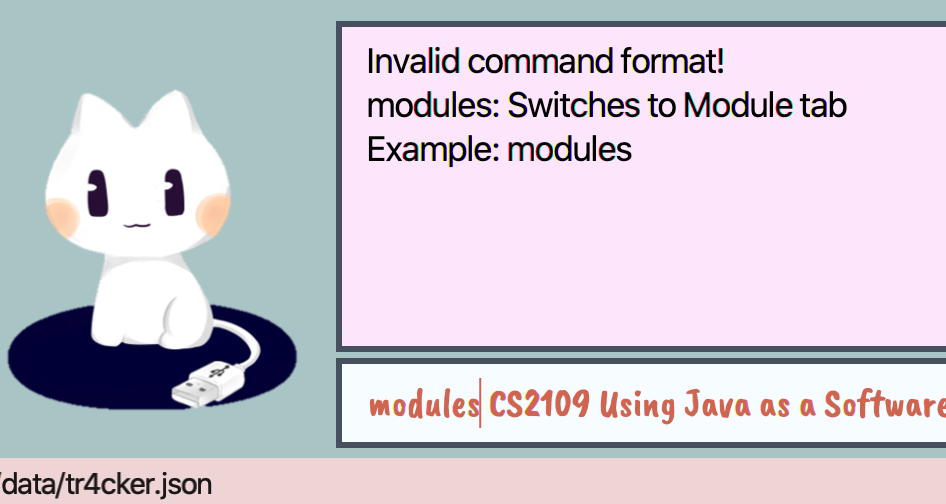 Invalid command format!
modules: Switches to Module tab
Example: modules
modules CS2109 Using Java as a Software
/data/tr4cker.json